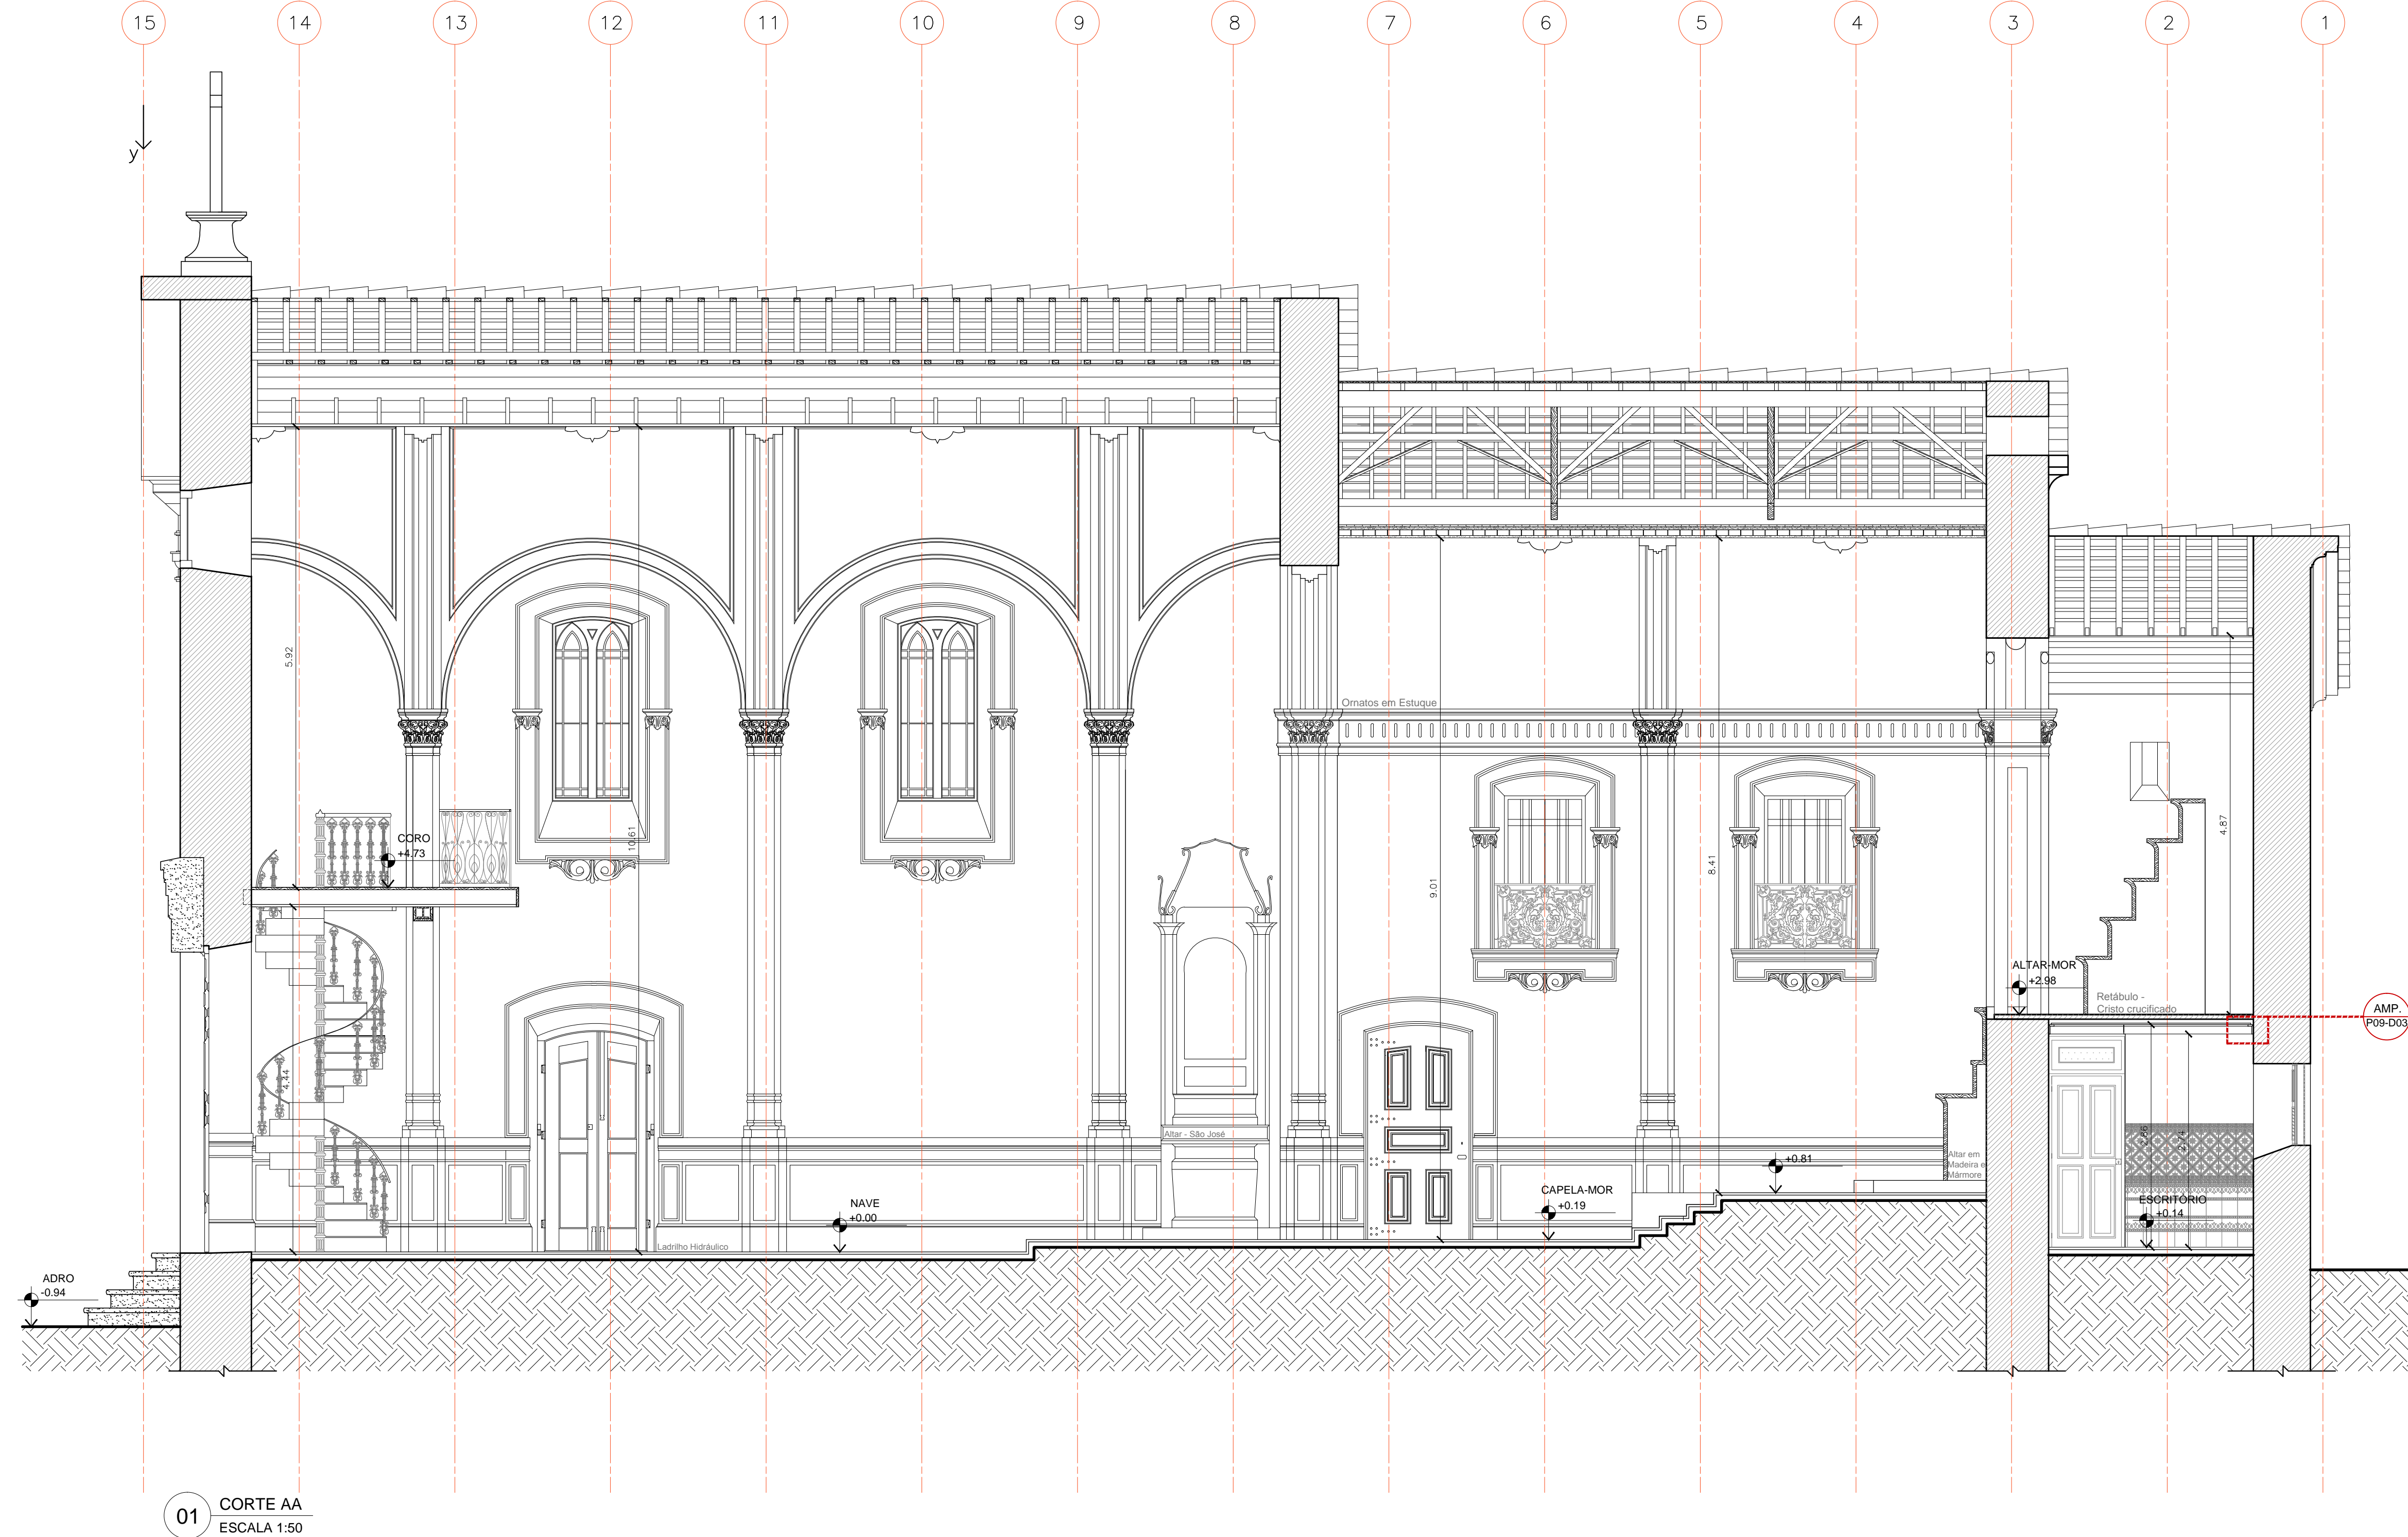 15 14 13 12 11 10 9 8 7 6 5 4 3 2 1
y
5.92
Ornatos em Estuque
CORO
+4.73
10.61
9.01
8.41
4.87
ALTAR-MOR
+2.98
Retábulo -
Cristo crucificado
AMP.
P09-D03
4.44
Altar - São José
+0.81
Altar em
Madeira e
Mármore
2.74
CAPELA-MOR
+0.19
NAVE
+0.00
ESCRITÓRIO
+0.14
Ladrilho Hidráulico
ADRO
-0.94
01
CORTE AA
ESCALA 1:50